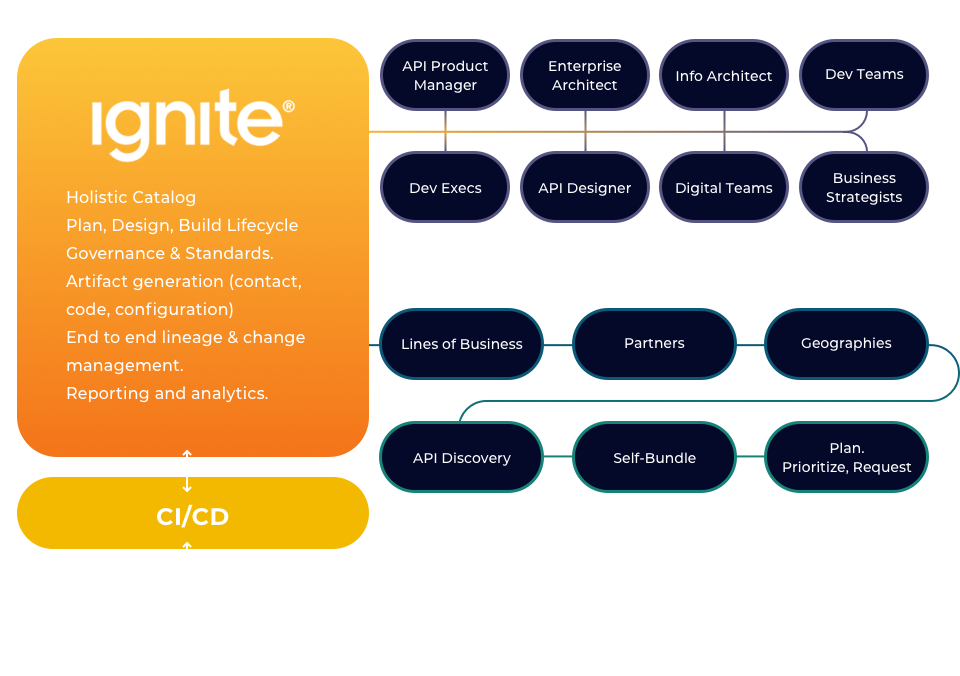 ignite®
Holistic Catalog
Plan, Design, Build Lifecycle
Governance & Standards.
Artifact generation (contact,
code, configuration)
End to end lineage & change
management.
Reporting and analytics.
CI/CD
API Product
Manager
Enterprise
Architect
Info Architect
Dev Teams
Dev Execs
API Designer
Digital Teams
Business
Strategists
Lines of Business
Partners
Geographies
API Discovery
Self-Bundle
Plan.
Prioritize, Request